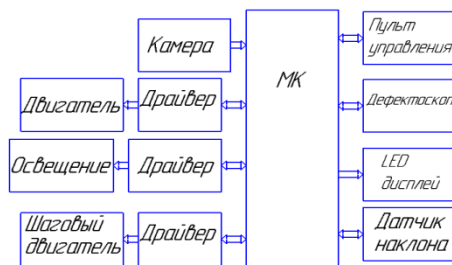 Камера
Двигатель
Драйвер
Освещение
Драйвер
Шаговый
двигатель
Драйвер
МК
Пульт
управления
Дефектоскоп
LED
дисплей
Датчик
наклона